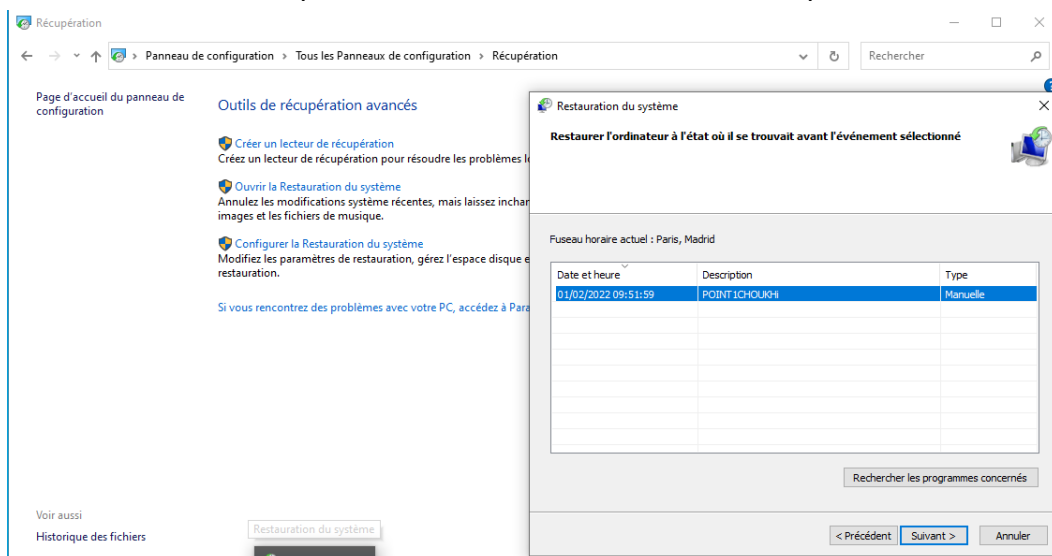 Récupération
Panneau de configuration > Tous les Panneaux de configuration > Récupération
Rechercher
Page d'accueil du panneau de
configuration
Outils de récupération avancés
Créer un lecteur de récupération
Créez un lecteur de récupération pour résoudre les problèmes
Ouvrir la Restauration du système
Annulez les modifications système récentes, mais laissez inchan
images et les fichiers de musique.
Configurer la Restauration du système
Modifiez les paramètres de restauration, gérez l'espace disque e
restauration.
Si vous rencontrez des problèmes avec votre PC, accédez à Para
Voir aussi
Historique des fichiers
Restauration du système
Restauration du système
Restaurer l'ordinateur à l'état où il se trouvait avant l'événement sélectionné
Fuseau horaire actuel : Paris, Madrid
Date et heure Description Type
01/02/2022 09:51:59 POINT1CHOUKHi Manuelle
Rechercher les programmes concernés
< Précédent Suivant > Annuler